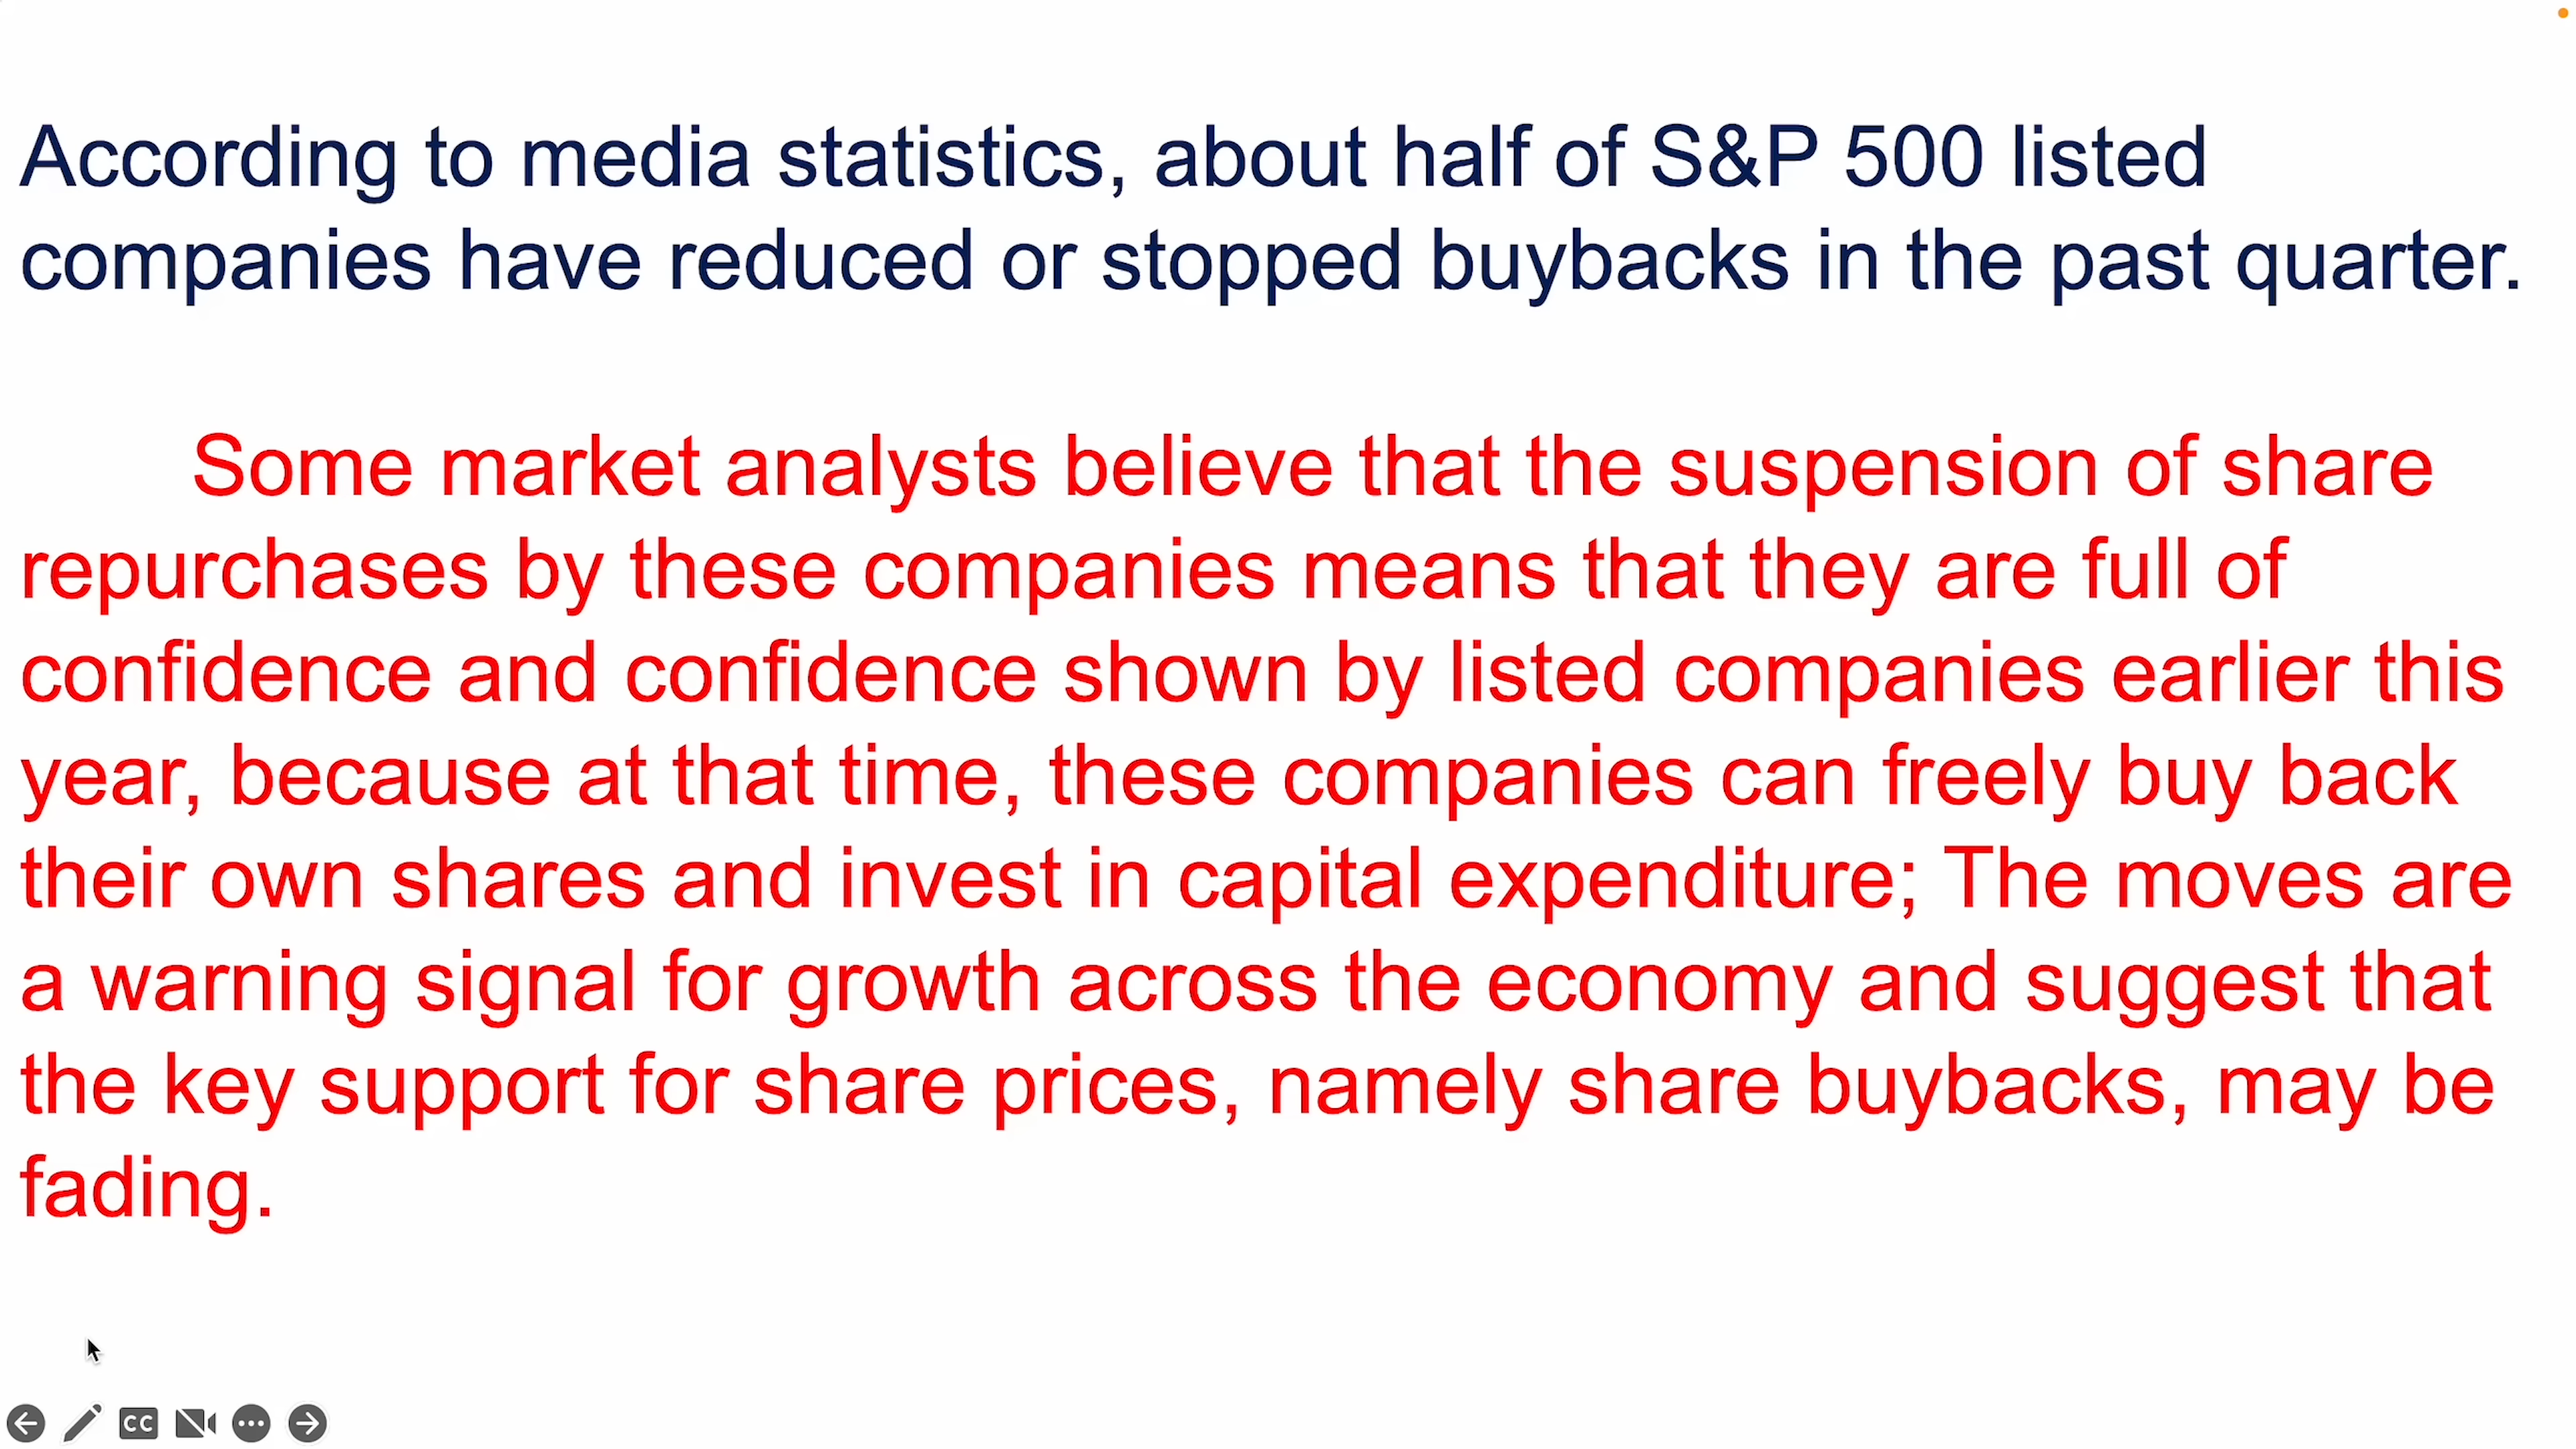 According to media statistics, about half of S&P 500 listed
companies have reduced or stopped buybacks in the past quarter.
Some market analysts believe that the suspension of share
repurchases by these companies means that they are full of
confidence and confidence shown by listed companies earlier this
year, because at that time, these companies can freely buy back
their own shares and invest in capital expenditure; The moves are
a warning signal for growth across the economy and suggest that
the key support for share prices, namely share buybacks, may be
fading.
CC